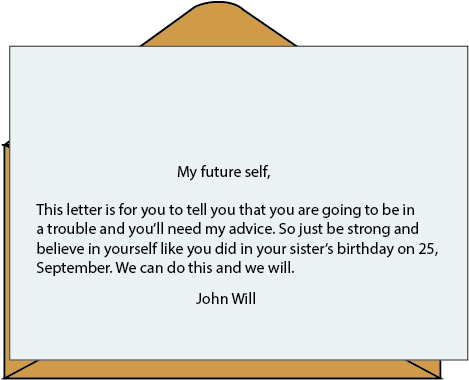 My future self,
This letter is for you to tell you that you are going to be in
a trouble and you'll need my advice. So just be strong and
believe in yourself like you did in your sister's birthday on 25,
September. We can do this and we will.
John Will